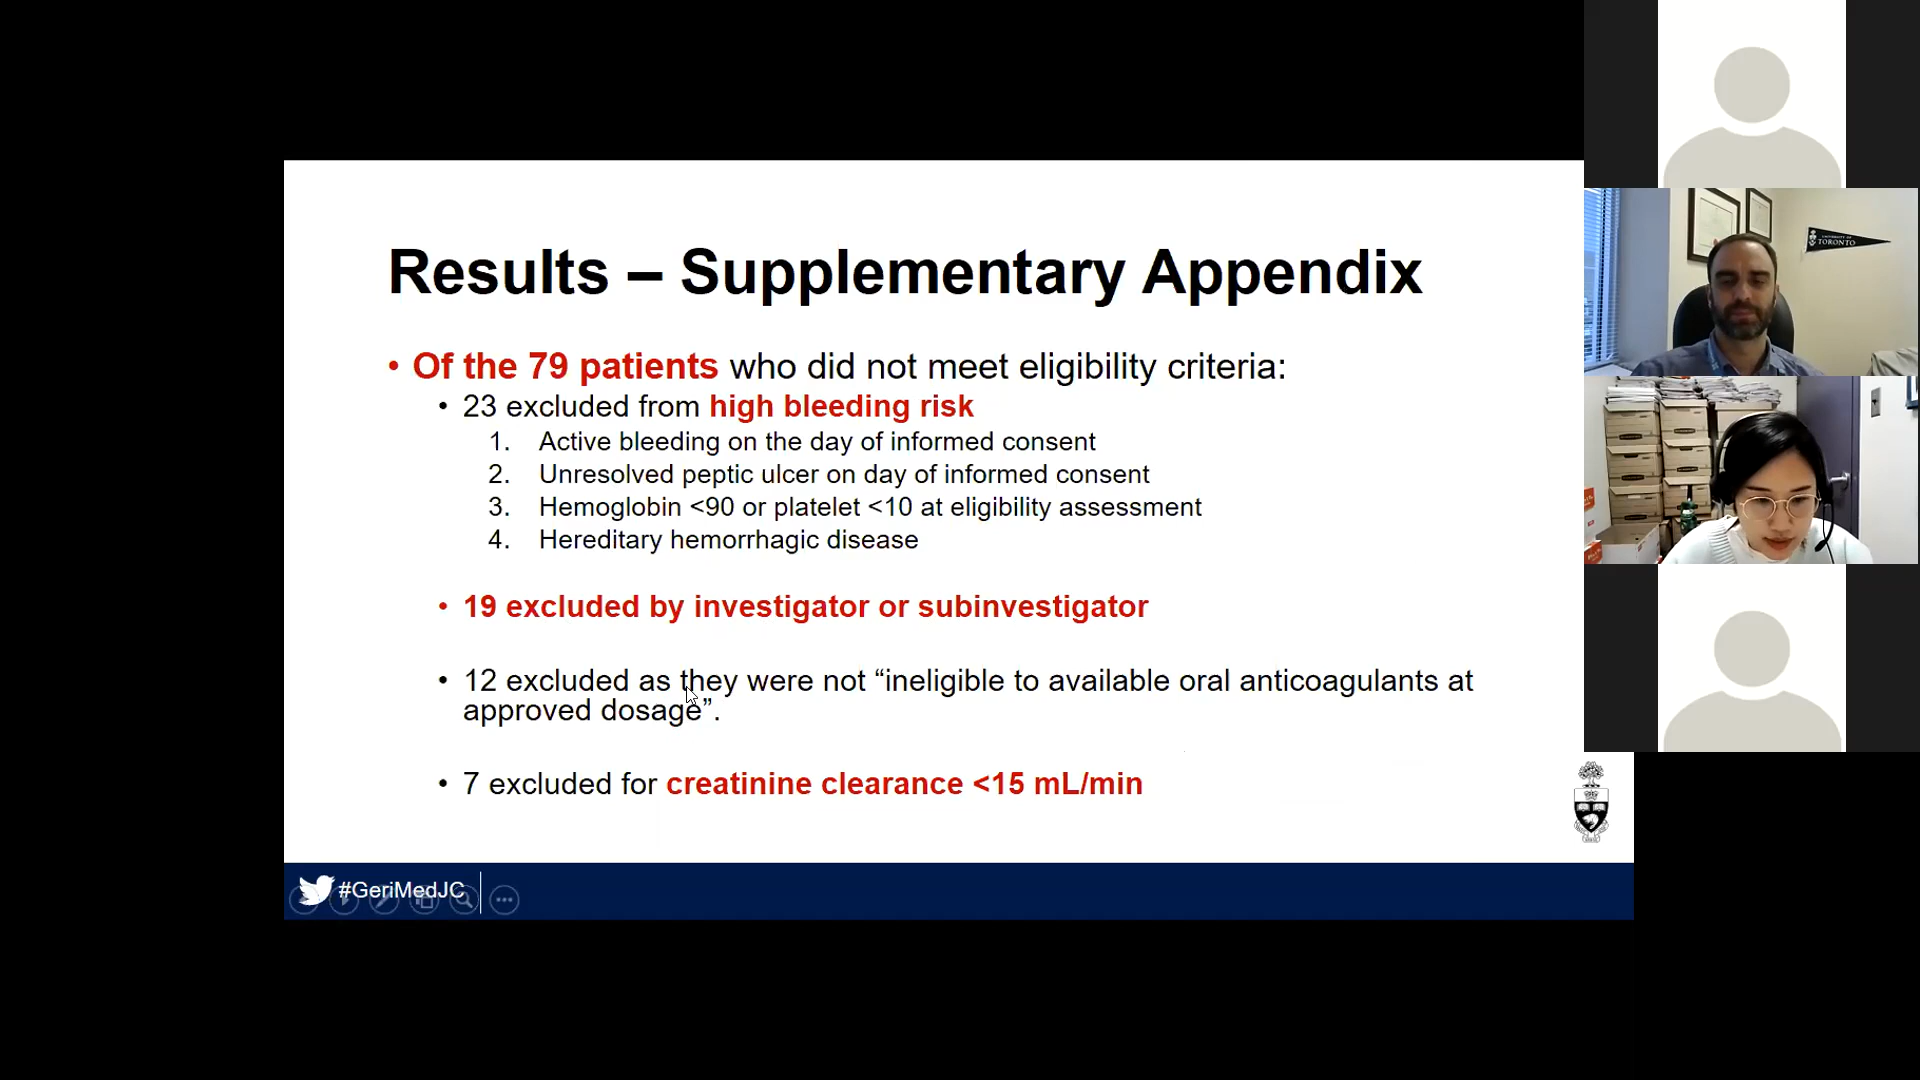 Results – Supplementary Appendix
• Of the 79 patients who did not meet eligibility criteria:
• 23 excluded from high bleeding risk
1. Active bleeding on the day of informed consent
2. Unresolved peptic ulcer on day of informed consent
3. Hemoglobin <90 or platelet <10 at eligibility assessment
4. Hereditary hemorrhagic disease
• 19 excluded by investigator or subinvestigator
• 12 excluded as they were not “ineligible to available oral anticoagulants at
approved dosage”.
• 7 excluded for creatinine clearance <15 mL/min
#GeriMedJC
UNIVERSITY OF
TORONTO